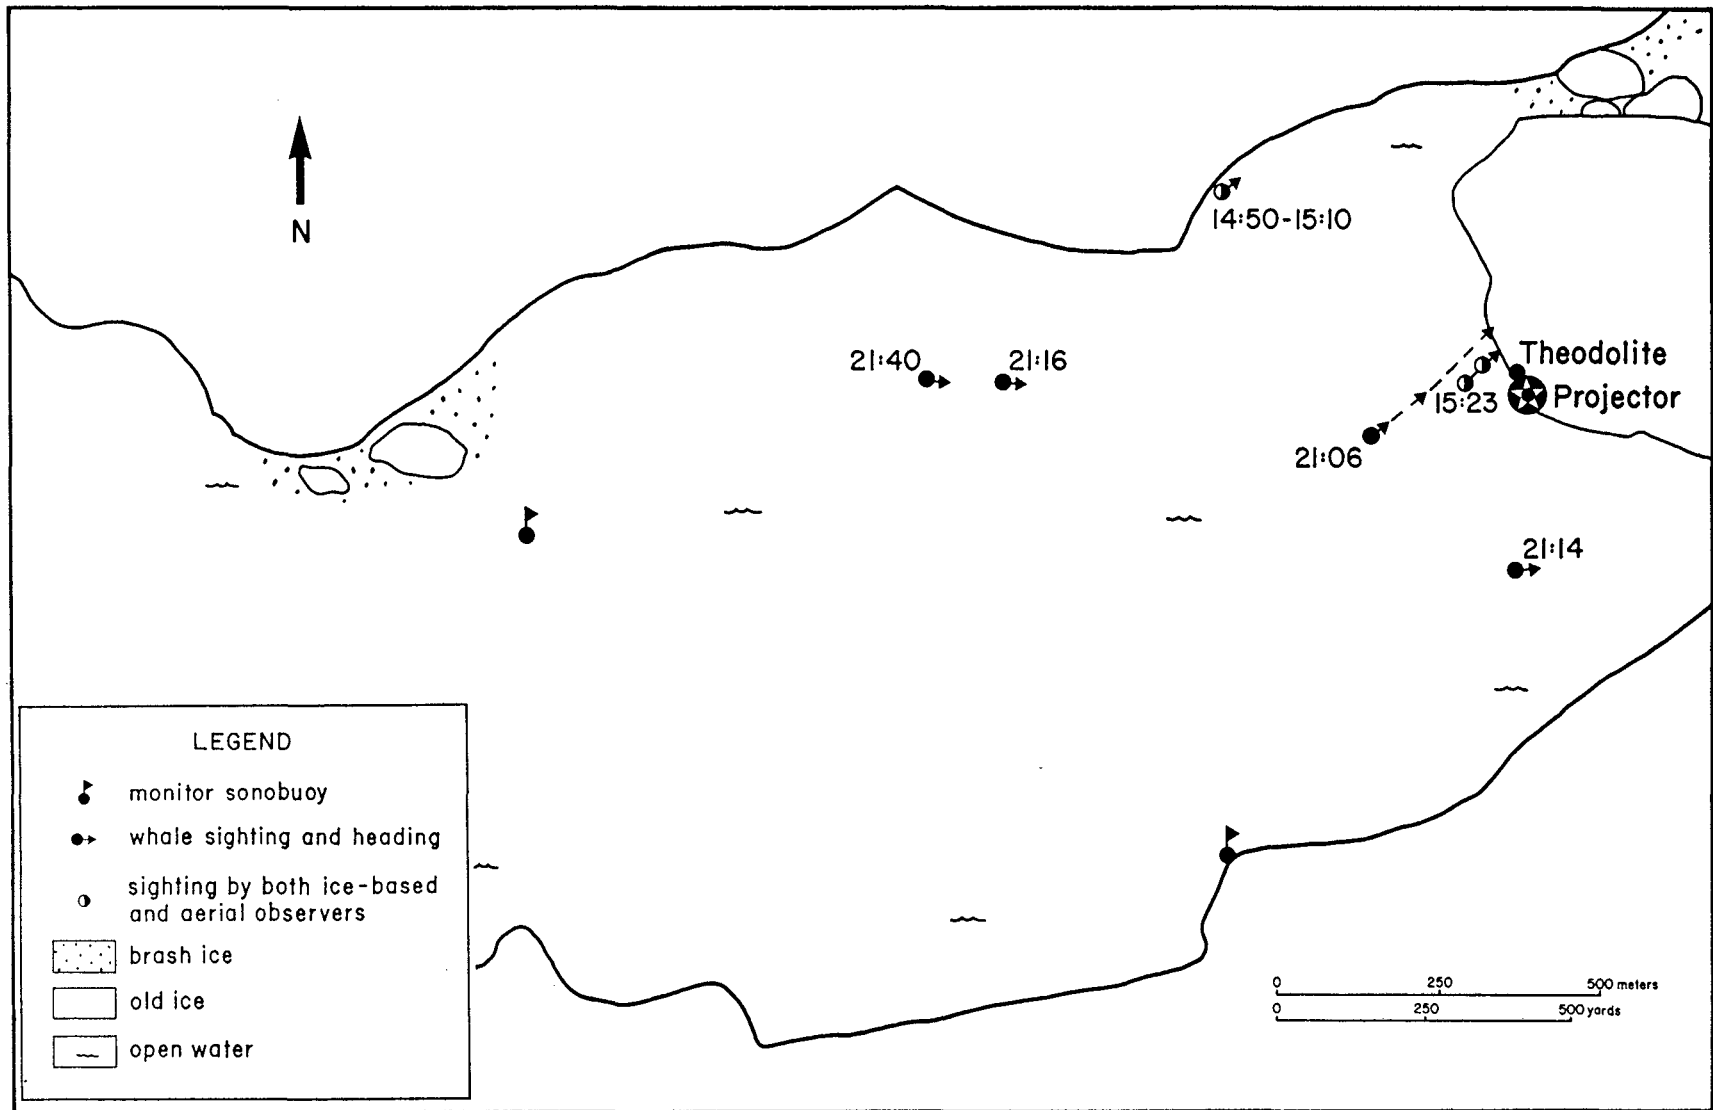 N
14:50-15:10
21:40
21:16
Theodolite
15:23
Projector
21:06
21:14
LEGEND
monitor sonobuoy
whale sighting and heading
sighting by both ice-based
and aerial observers
brash ice
old ice
open water
0 250 500 meters
0 250 500 yards